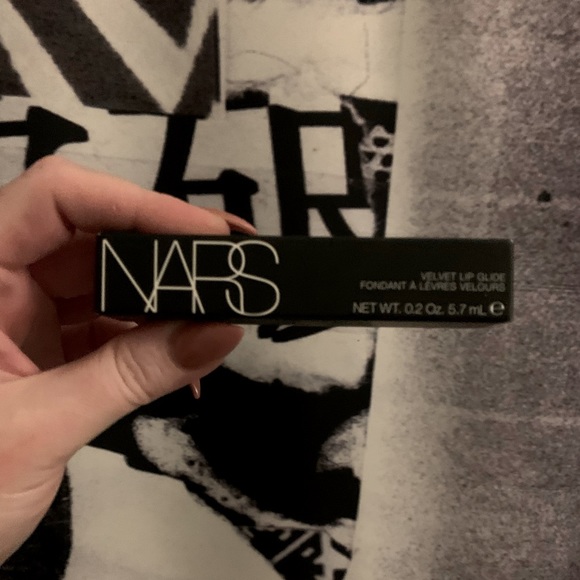 NARS
VELVET LIP GLIDE
FONDANT À LÈVRES VELOURS
NET WT. 0.2 Oz. 5.7 mL ℮